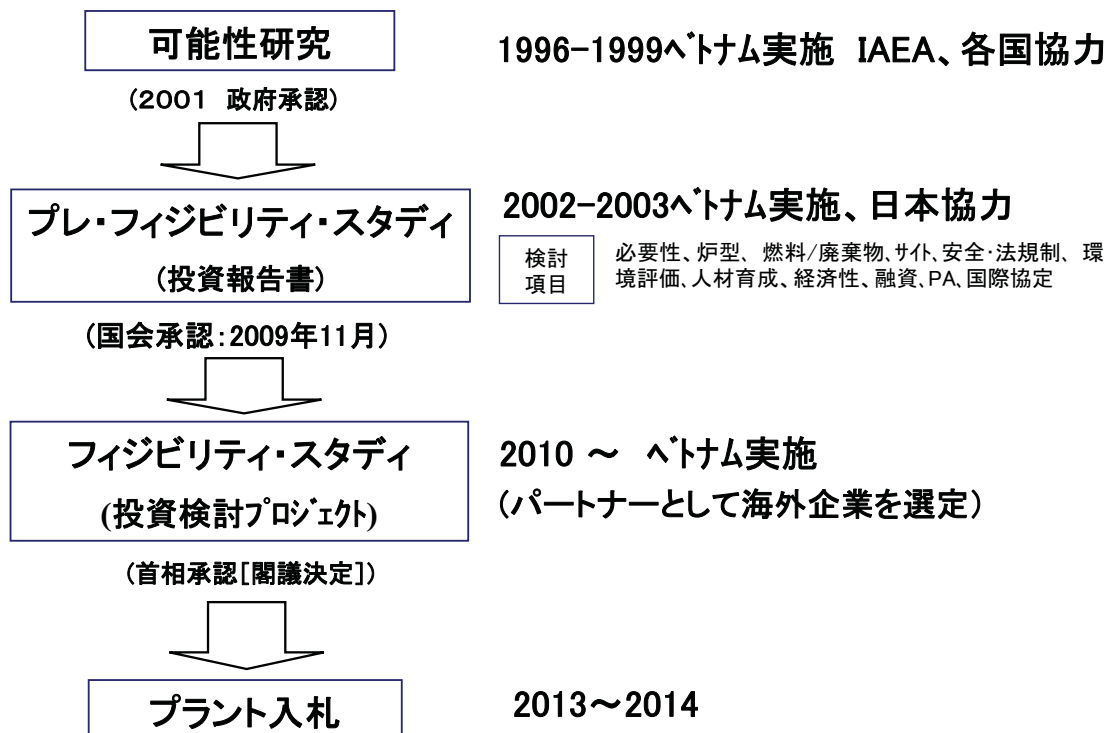 可能性研究
1996-1999ﾍﾞﾄﾅﾑ実施 IAEA、各国協力
(2001 政府承認)
プレ・フィジビリティ・スタディ
(投資報告書)
2002-2003ﾍﾞﾄﾅﾑ実施、日本協力
検討
項目
必要性、炉型、燃料/廃棄物、ｻｲﾄ、安全・法規制、環
境評価、人材育成、経済性、融資、PA、国際協定
(国会承認：2009年11月)
フィジビリティ・スタディ
(投資検討ﾌﾟﾛｼﾞｪｸﾄ)
2010 ～ ﾍﾞﾄﾅﾑ実施
(パートナーとして海外企業を選定)
(首相承認[閣議決定])
プラント入札
2013～2014